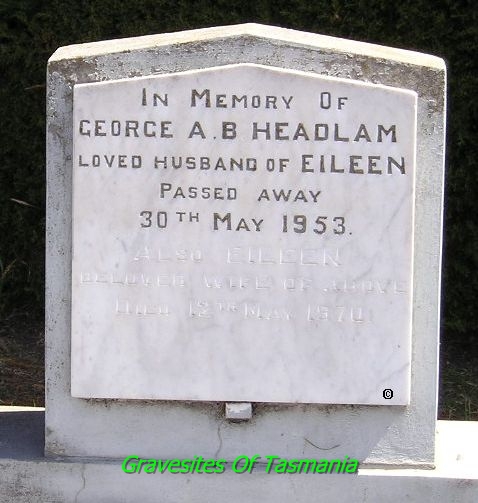 In Memory Of
GEORGE A.B HEADLAM
LOVED HUSBAND OF EILEEN
PASSED AWAY
30TH MAY 1953.
ALSO EILEEN
BELOVED WIFE OF ABOVE
DIED 12TH MAY 1970
©
Gravesites Of Tasmania